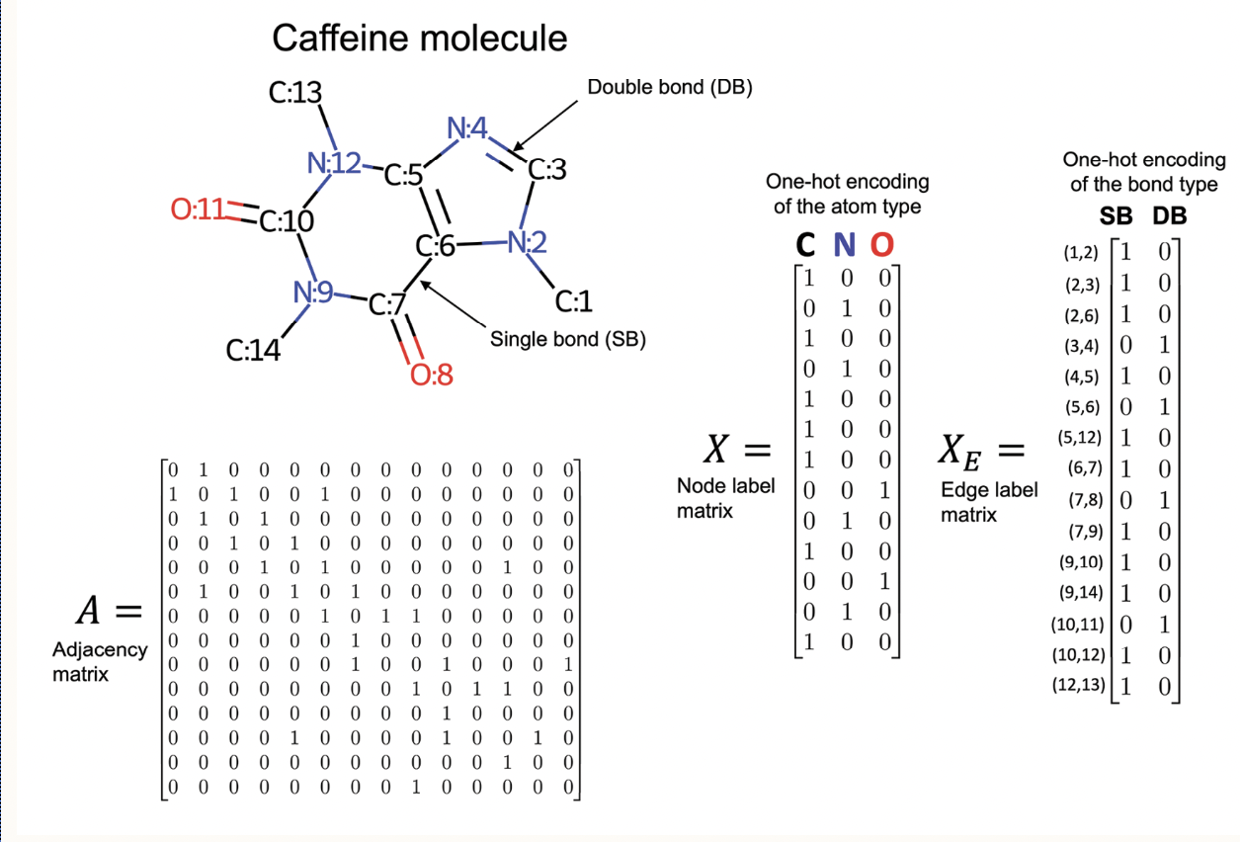 Caffeine molecule
C:13
Double bond (DB)
N:4
N:12
C:5
C:3
O:11
C:10
C:6
N:2
N:9
C:7
C:1
C:14
Single bond (SB)
O:8
A =
Adjacency
matrix
0 1 0 0 0 0 0 0 0 0 0 0 0 0
1 0 1 0 0 1 0 0 0 0 0 0 0 0
0 1 0 1 0 0 0 0 0 0 0 0 0 0
0 0 1 0 1 0 0 0 0 0 0 0 0 0
0 0 0 1 0 1 0 0 0 0 0 1 0 0
0 1 0 0 1 0 1 0 0 0 0 0 0 0
0 0 0 0 0 1 0 1 1 0 0 0 0 0
0 0 0 0 0 0 1 0 0 0 0 0 0 0
0 0 0 0 0 0 1 0 0 1 0 0 0 1
0 0 0 0 0 0 0 0 1 0 1 1 0 0
0 0 0 0 0 0 0 0 0 1 0 0 0 0
0 0 0 0 1 0 0 0 0 1 0 0 1 0
0 0 0 0 0 0 0 0 0 0 0 1 0 0
0 0 0 0 0 0 0 0 1 0 0 0 0 0
One-hot encoding
of the atom type
C N O
X =
Node label
matrix
1 0 0
0 1 0
1 0 0
0 1 0
1 0 0
1 0 0
1 0 0
0 0 1
0 1 0
1 0 0
0 0 1
0 1 0
1 0 0
One-hot encoding
of the bond type
SB DB
X_E =
Edge label
matrix
(1,2) 1 0
(2,3) 1 0
(2,6) 1 0
(3,4) 0 1
(4,5) 1 0
(5,6) 0 1
(5,12) 1 0
(6,7) 1 0
(7,8) 0 1
(7,9) 1 0
(9,10) 1 0
(9,14) 1 0
(10,11) 0 1
(10,12) 1 0
(12,13) 1 0